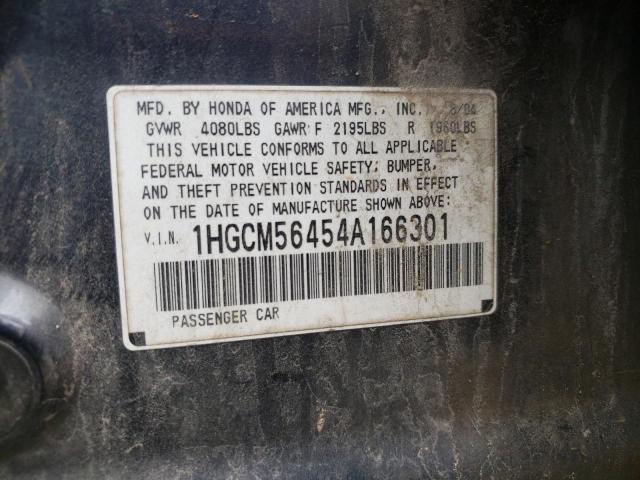 MFD. BY HONDA OF AMERICA MFG., INC. 8/04
GVWR 4080LBS GAWR F 2195LBS R 1960LBS
THIS VEHICLE CONFORMS TO ALL APPLICABLE
FEDERAL MOTOR VEHICLE SAFETY, BUMPER,
AND THEFT PREVENTION STANDARDS IN EFFECT
ON THE DATE OF MANUFACTURE SHOWN ABOVE:
V.I.N. 1HGCM56454A166301
PASSENGER CAR